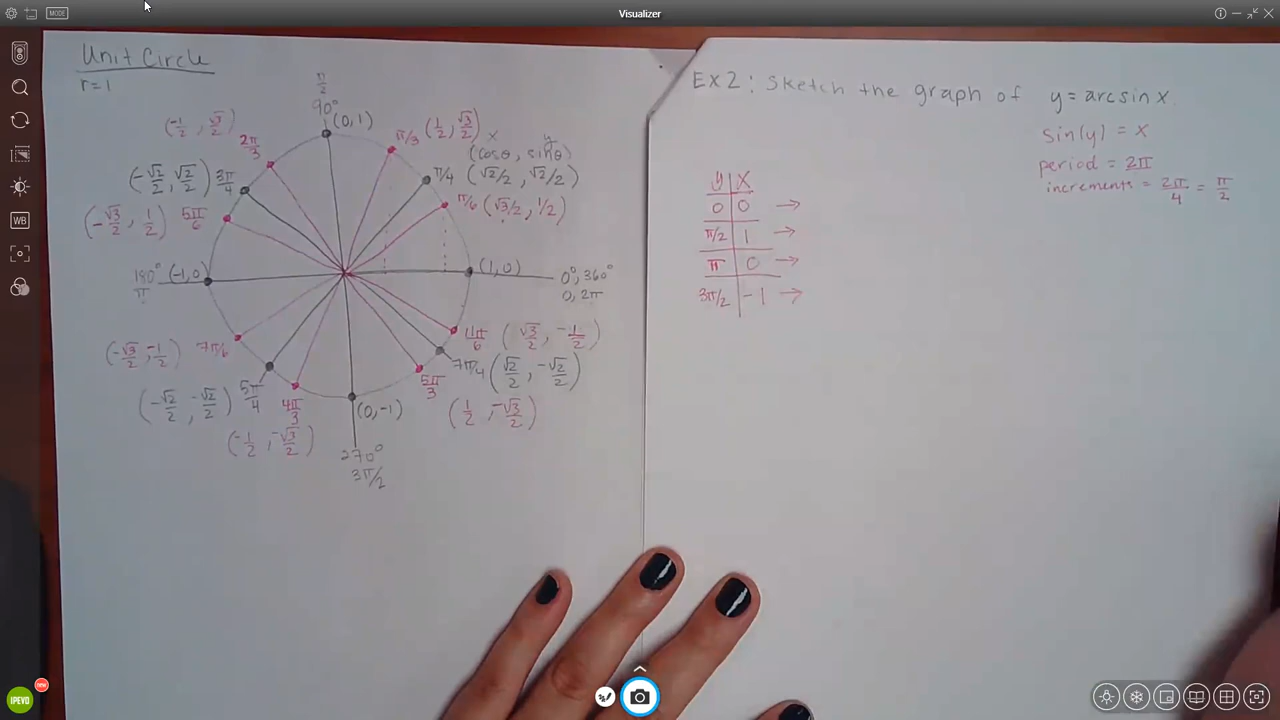 MODE
Visualizer
Unit Circle
r=1
π/2
90°
(0,1)
(-1/2, √3/2)
2π/3
π/3 (1/2, √3/2)
x y
(cosθ, sinθ)
(-√2/2, √2/2) 3π/4
π/4 (√2/2, √2/2)
(-√3/2, 1/2) 5π/6
π/6 (√3/2, 1/2)
180° (-1,0)
π
(1,0)
0°, 360°
0, 2π
(-√3/2, -1/2) 7π/6
11π/6 (√3/2, -1/2)
7π/4 (√2/2, -√2/2)
(-√2/2, -√2/2) 5π/4
4π/3
5π/3
(-1/2, -√3/2)
(0,-1)
(1/2, -√3/2)
270°
3π/2
Ex 2: Sketch the graph of y = arcsin x
sin(y) = x
period = 2π
increments = 2π/4 = π/2
y | x
0 | 0 →
π/2 | 1 →
π | 0 →
3π/2 | -1 →
WB
IPEVO
new